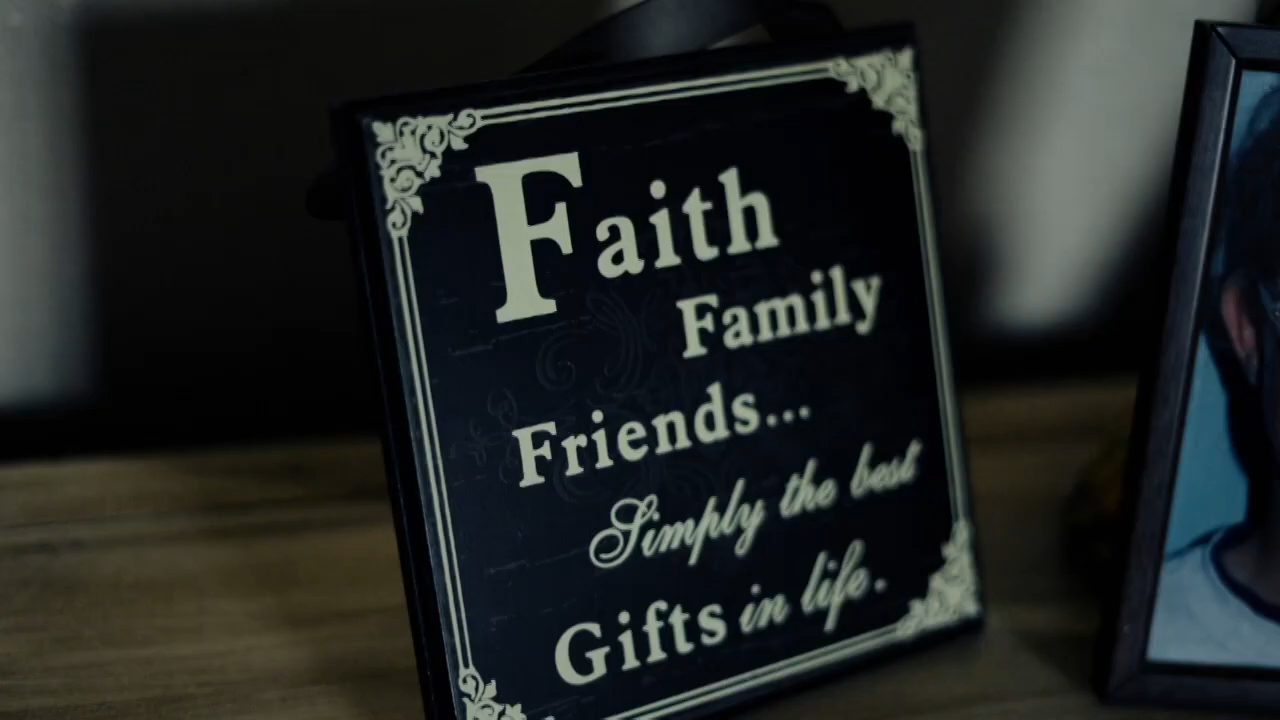 Faith
Family
Friends...
Simply the best
Gifts in life.